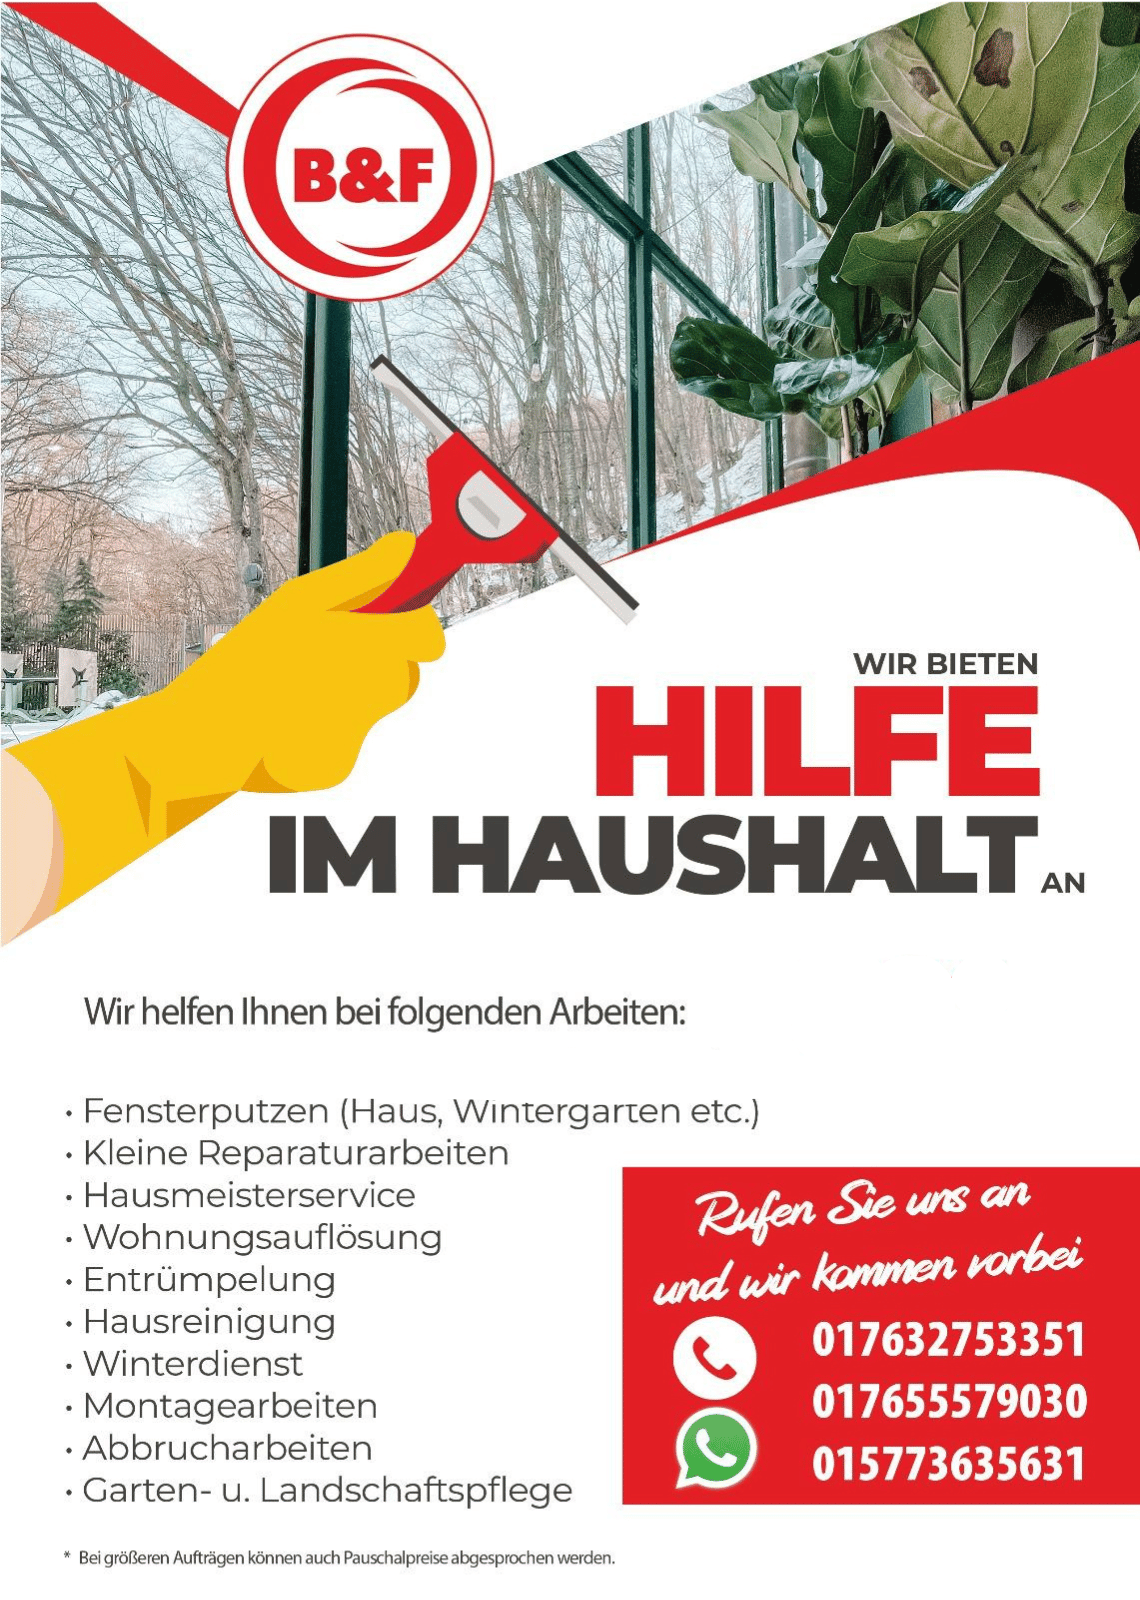 B&F
WIR BIETEN
HILFE
IM HAUSHALT AN
Wir helfen Ihnen bei folgenden Arbeiten:
• Fensterputzen (Haus, Wintergarten etc.)
• Kleine Reparaturarbeiten
• Hausmeisterservice
• Wohnungsauflösung
• Entrümpelung
• Hausreinigung
• Winterdienst
• Montagearbeiten
• Abbrucharbeiten
• Garten- u. Landschaftspflege
Rufen Sie uns an
und wir kommen vorbei
017632753351
017655579030
015773635631
* Bei größeren Aufträgen können auch Pauschalpreise abgesprochen werden.